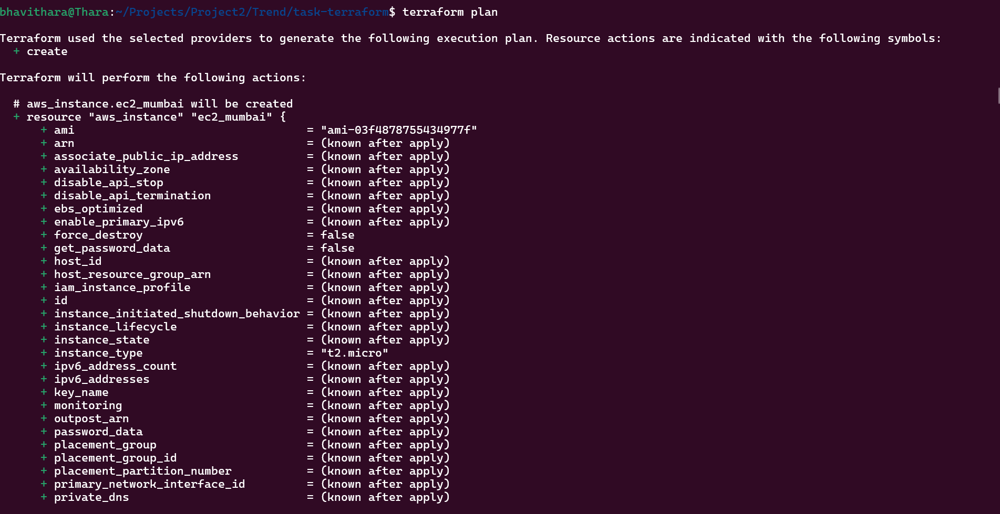 bhavithara@Thara:~/Projects/Project2/Trend/task-terraform$ terraform plan
Terraform used the selected providers to generate the following execution plan. Resource actions are indicated with the following symbols:
+ create
Terraform will perform the following actions:
# aws_instance.ec2_mumbai will be created
+ resource "aws_instance" "ec2_mumbai" {
+ ami = "ami-03f4878755434977f"
+ arn = (known after apply)
+ associate_public_ip_address = (known after apply)
+ availability_zone = (known after apply)
+ disable_api_stop = (known after apply)
+ disable_api_termination = (known after apply)
+ ebs_optimized = (known after apply)
+ enable_primary_ipv6 = (known after apply)
+ force_destroy = false
+ get_password_data = false
+ host_id = (known after apply)
+ host_resource_group_arn = (known after apply)
+ iam_instance_profile = (known after apply)
+ id = (known after apply)
+ instance_initiated_shutdown_behavior = (known after apply)
+ instance_lifecycle = (known after apply)
+ instance_state = (known after apply)
+ instance_type = "t2.micro"
+ ipv6_address_count = (known after apply)
+ ipv6_addresses = (known after apply)
+ key_name = (known after apply)
+ monitoring = (known after apply)
+ outpost_arn = (known after apply)
+ password_data = (known after apply)
+ placement_group = (known after apply)
+ placement_group_id = (known after apply)
+ placement_partition_number = (known after apply)
+ primary_network_interface_id = (known after apply)
+ private_dns = (known after apply)